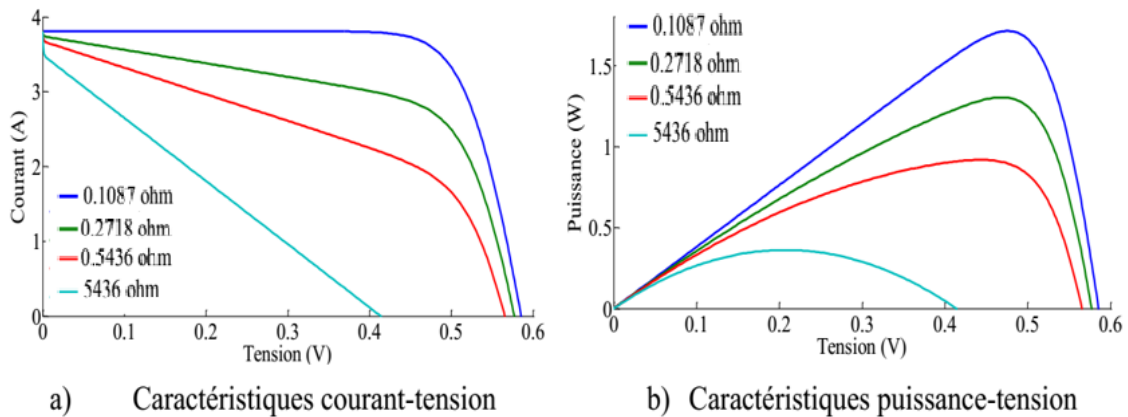 4
3
2
1
0
0
0.1
0.2
0.3
0.4
0.5
0.6
Courant (A)
Tension (V)
0.1087 ohm
0.2718 ohm
0.5436 ohm
5436 ohm
a) Caractéristiques courant-tension
1.5
1
0.5
0
0
0.1
0.2
0.3
0.4
0.5
0.6
Puissance (W)
Tension (V)
0.1087 ohm
0.2718 ohm
0.5436 ohm
5436 ohm
b) Caractéristiques puissance-tension